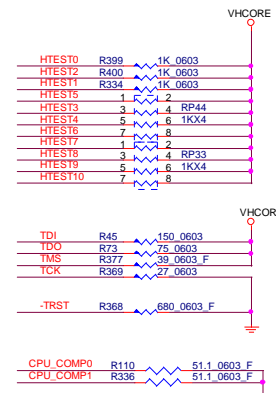 VHCORE
HTEST0 R399 1K_0603
HTEST2 R400 1K_0603
HTEST1 R334 1K_0603
HTEST5 1 2
HTEST3 3 4 RP44
HTEST4 5 6 1KX4
HTEST6 7 8
HTEST7 1 2
HTEST8 3 4 RP33
HTEST9 5 6 1KX4
HTEST10 7 8
VHCOR
TDI R45 150_0603
TDO R73 75_0603
TMS R377 39_0603_F
TCK R369 27_0603
-TRST R368 680_0603_F
CPU_COMP0 R110 51.1_0603_F
CPU_COMP1 R336 51.1_0603_F